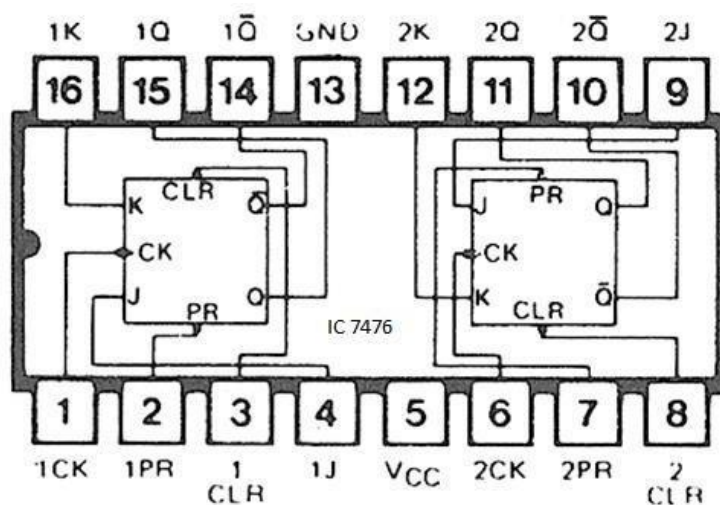 1K 1Q 1Q̅ GND 2K 2Q 2Q̅ 2J
16 15 14 13 12 11 10 9
CLR PR
K Q̅ J Q
CK CK
J Q K Q̅
PR CLR
IC 7476
1 2 3 4 5 6 7 8
1CK 1PR 1 1J VCC 2CK 2PR 2
CLR CLR